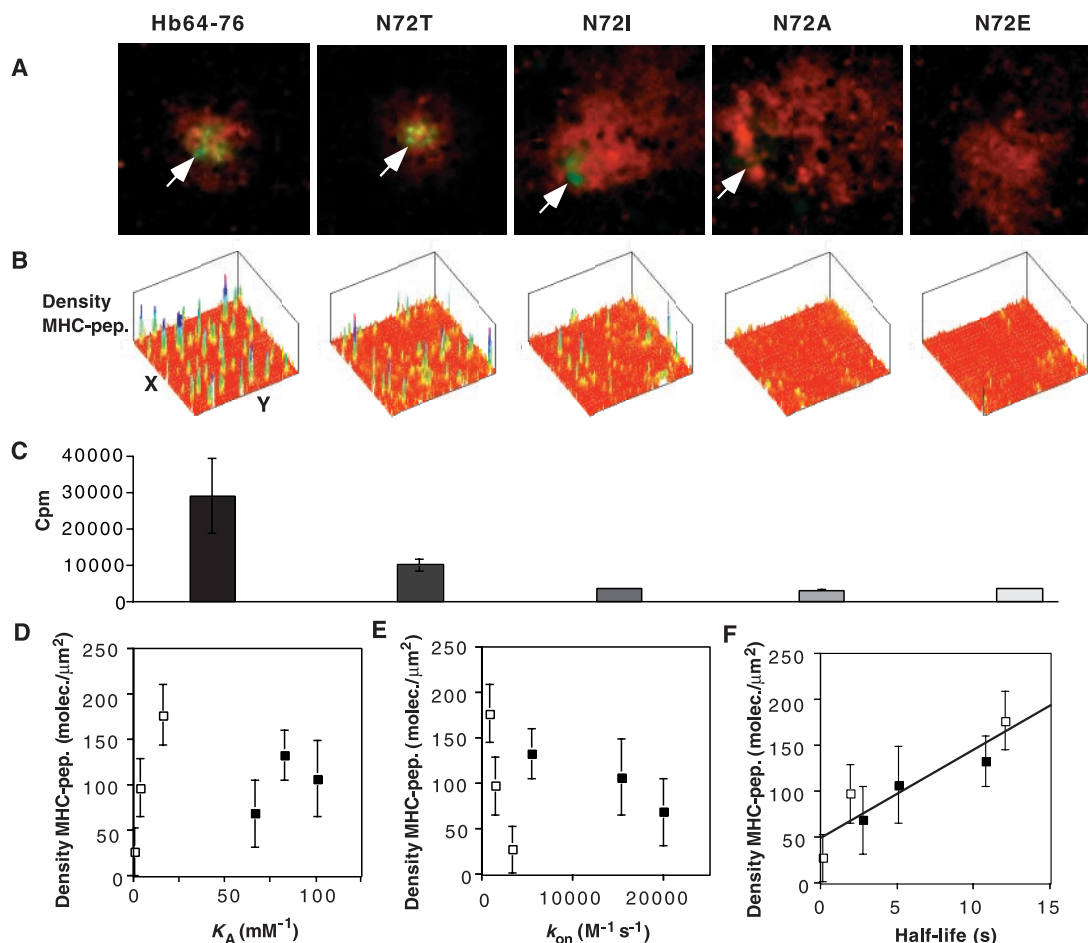 Hb64-76 N72T N72I N72A N72E
A
B
Density
MHC-pep.
X
Y
C
Cpm
40000
30000
20000
10000
0
D
Density MHC-pep. (molec./µm²)
250
200
150
100
50
0
0 50 100
K_A (mM⁻¹)
E
Density MHC-pep. (molec./µm²)
250
200
150
100
50
0
10000 20000
k_on (M⁻¹ s⁻¹)
F
Density MHC-pep. (molec./µm²)
250
200
150
100
50
0
0 5 10 15
Half-life (s)